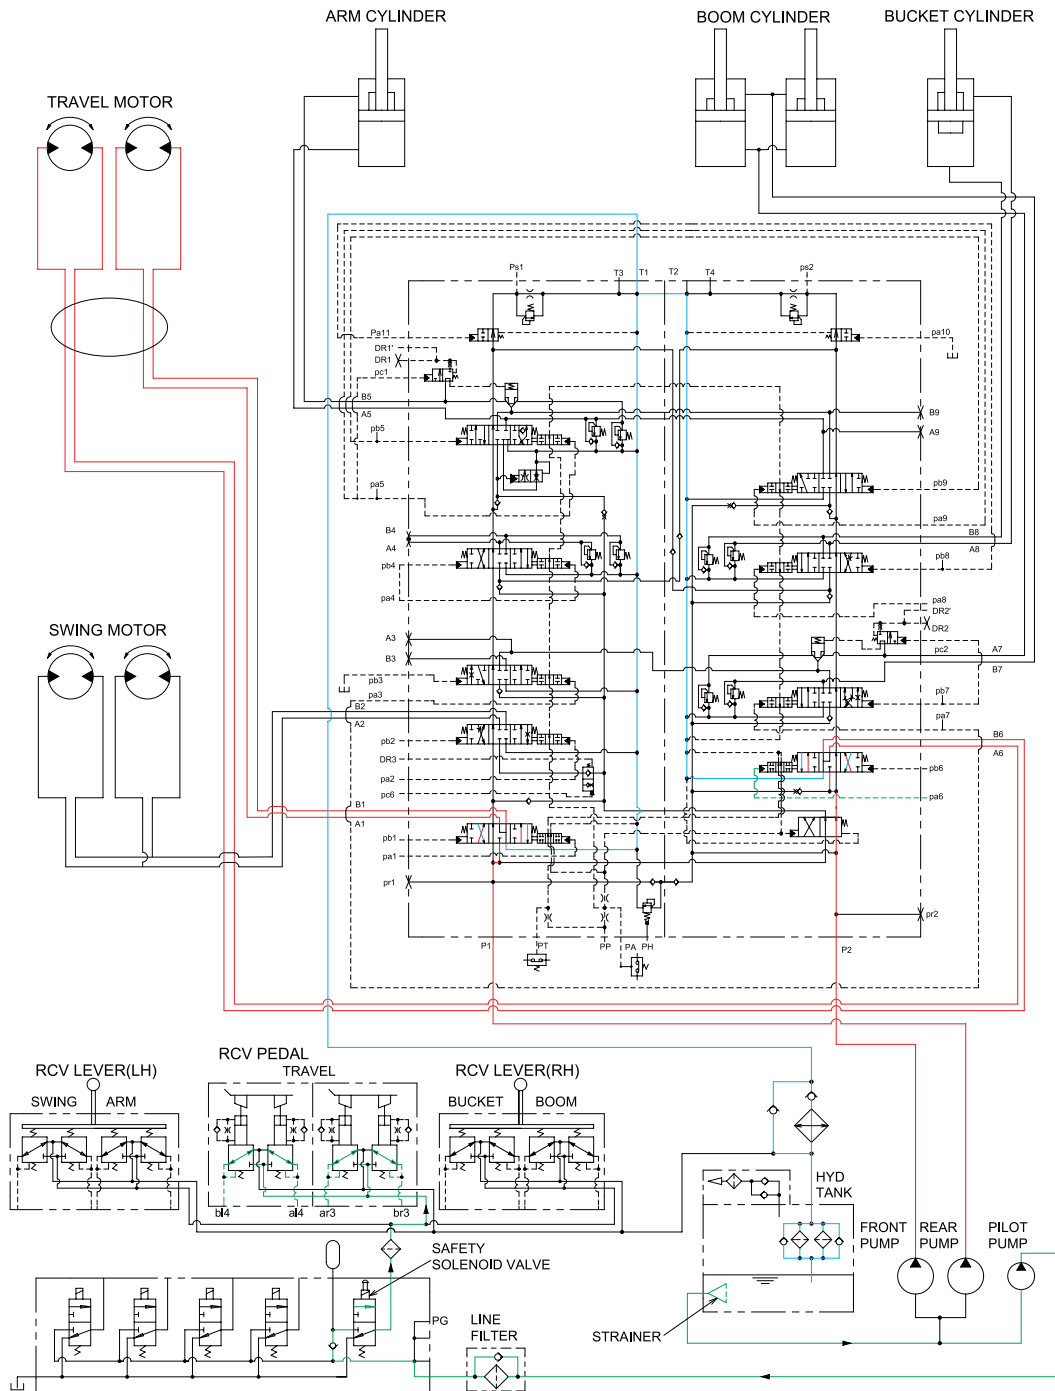 ARM CYLINDER
BOOM CYLINDER
BUCKET CYLINDER
TRAVEL MOTOR
Ps1
T3
T1
T2
T4
ps2
Pa11
pa10
DR1'
DR1
pc1
B5
A5
B9
A9
pb5
pb9
pa5
pa9
B4
A4
B8
A8
pb4
pb8
pa4
pa8
DR2'
DR2
SWING MOTOR
A3
B3
pc2
A7
B7
pb3
pa3
pb7
B2
A2
pa7
pb2
B6
A6
DR3
pb6
pa2
pc6
pa6
B1
A1
pb1
pa1
pr1
pr2
P1
PT
PP
PA
PH
P2
RCV LEVER(LH)
RCV PEDAL
TRAVEL
RCV LEVER(RH)
SWING
ARM
BUCKET
BOOM
HYD
TANK
bl4
al4
ar3
br3
FRONT
PUMP
REAR
PUMP
PILOT
PUMP
SAFETY
SOLENOID VALVE
PG
LINE
FILTER
STRAINER